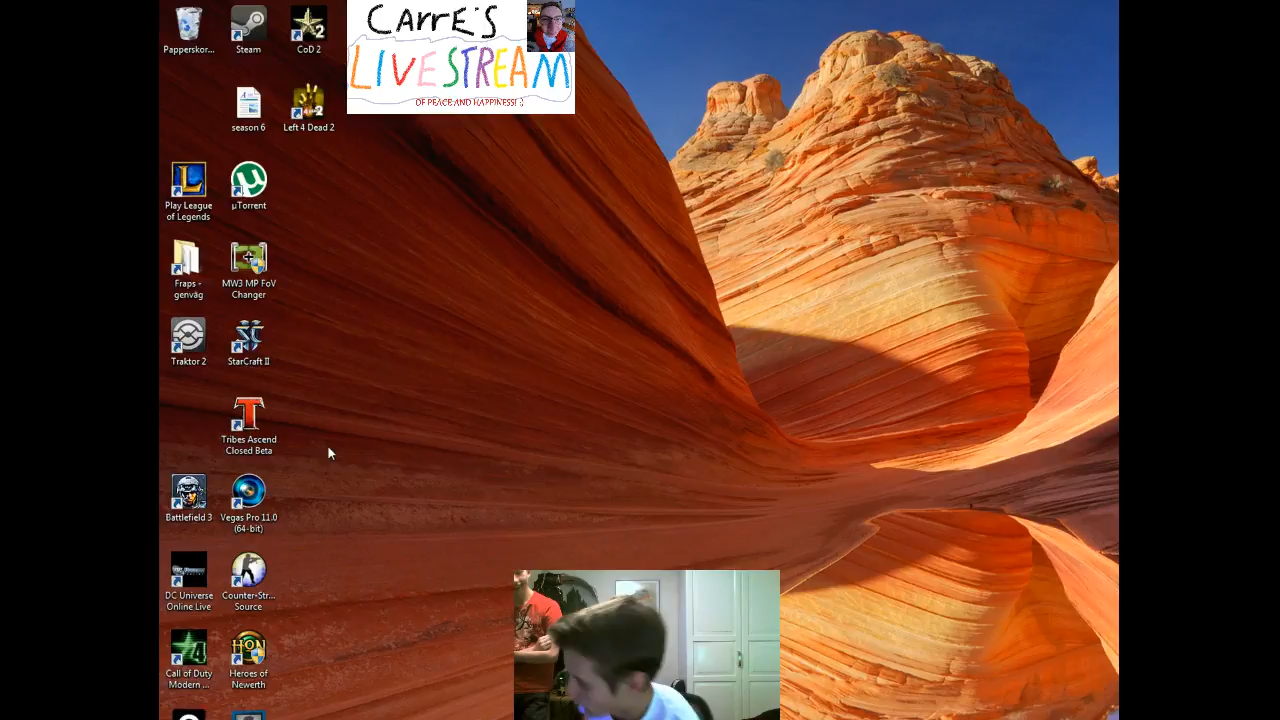 Papperskor...
Steam
CoD 2
CArrE'S
LIVESTREAM
OF PEACE AND HAPPINESS! :)
season 6
Left 4 Dead 2
2
Play League
of Legends
µTorrent
Fraps -
genväg
MW3 MP FoV
Changer
Traktor 2
StarCraft II
Tribes Ascend
Closed Beta
Battlefield 3
Vegas Pro 11.0
(64-bit)
DC Universe
Online Live
Counter-Str...
Source
HON
Call of Duty
Modern ...
Heroes of
Newerth